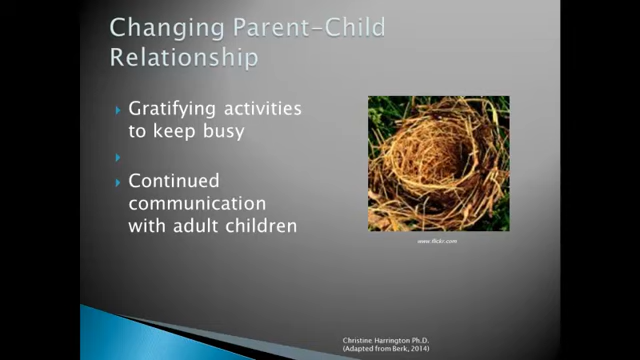 Changing Parent-Child
Relationship
Gratifying activities
to keep busy
Continued
communication
with adult children
www.flickr.com
Christine Harrington Ph.D.
(Adapted from Berk, 2014)